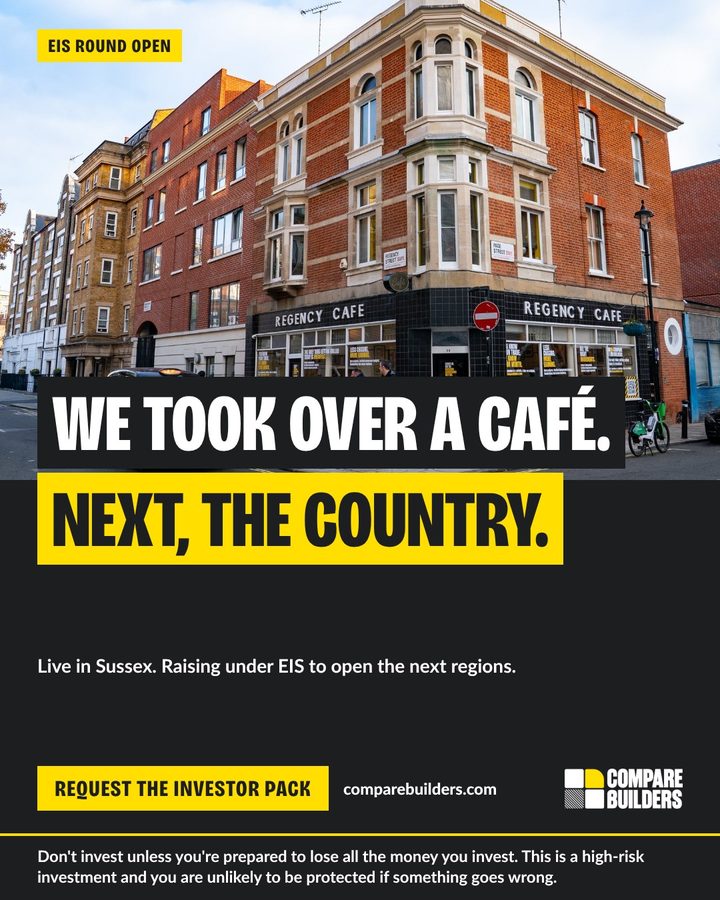 EIS ROUND OPEN
REGENCY CAFE
REGENCY CAFE
WE TOOK OVER A CAFÉ.
NEXT, THE COUNTRY.
Live in Sussex. Raising under EIS to open the next regions.
REQUEST THE INVESTOR PACK
comparebuilders.com
COMPARE
BUILDERS
Don't invest unless you're prepared to lose all the money you invest. This is a high-risk
investment and you are unlikely to be protected if something goes wrong.